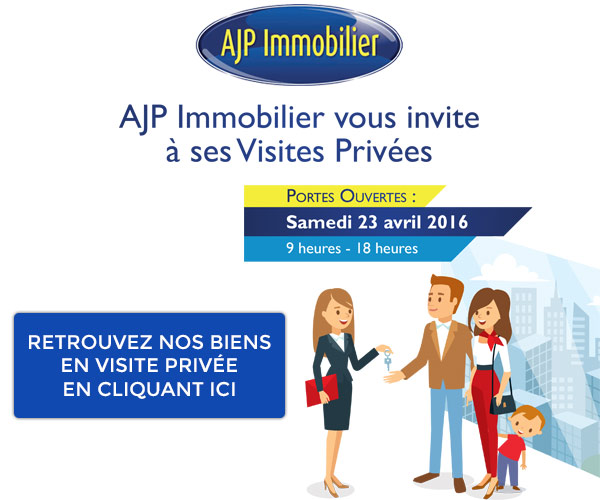 AJP Immobilier
AJP Immobilier vous invite
à ses Visites Privées
Portes Ouvertes :
Samedi 23 avril 2016
9 heures - 18 heures
RETROUVEZ NOS BIENS
EN VISITE PRIVÉE
EN CLIQUANT ICI